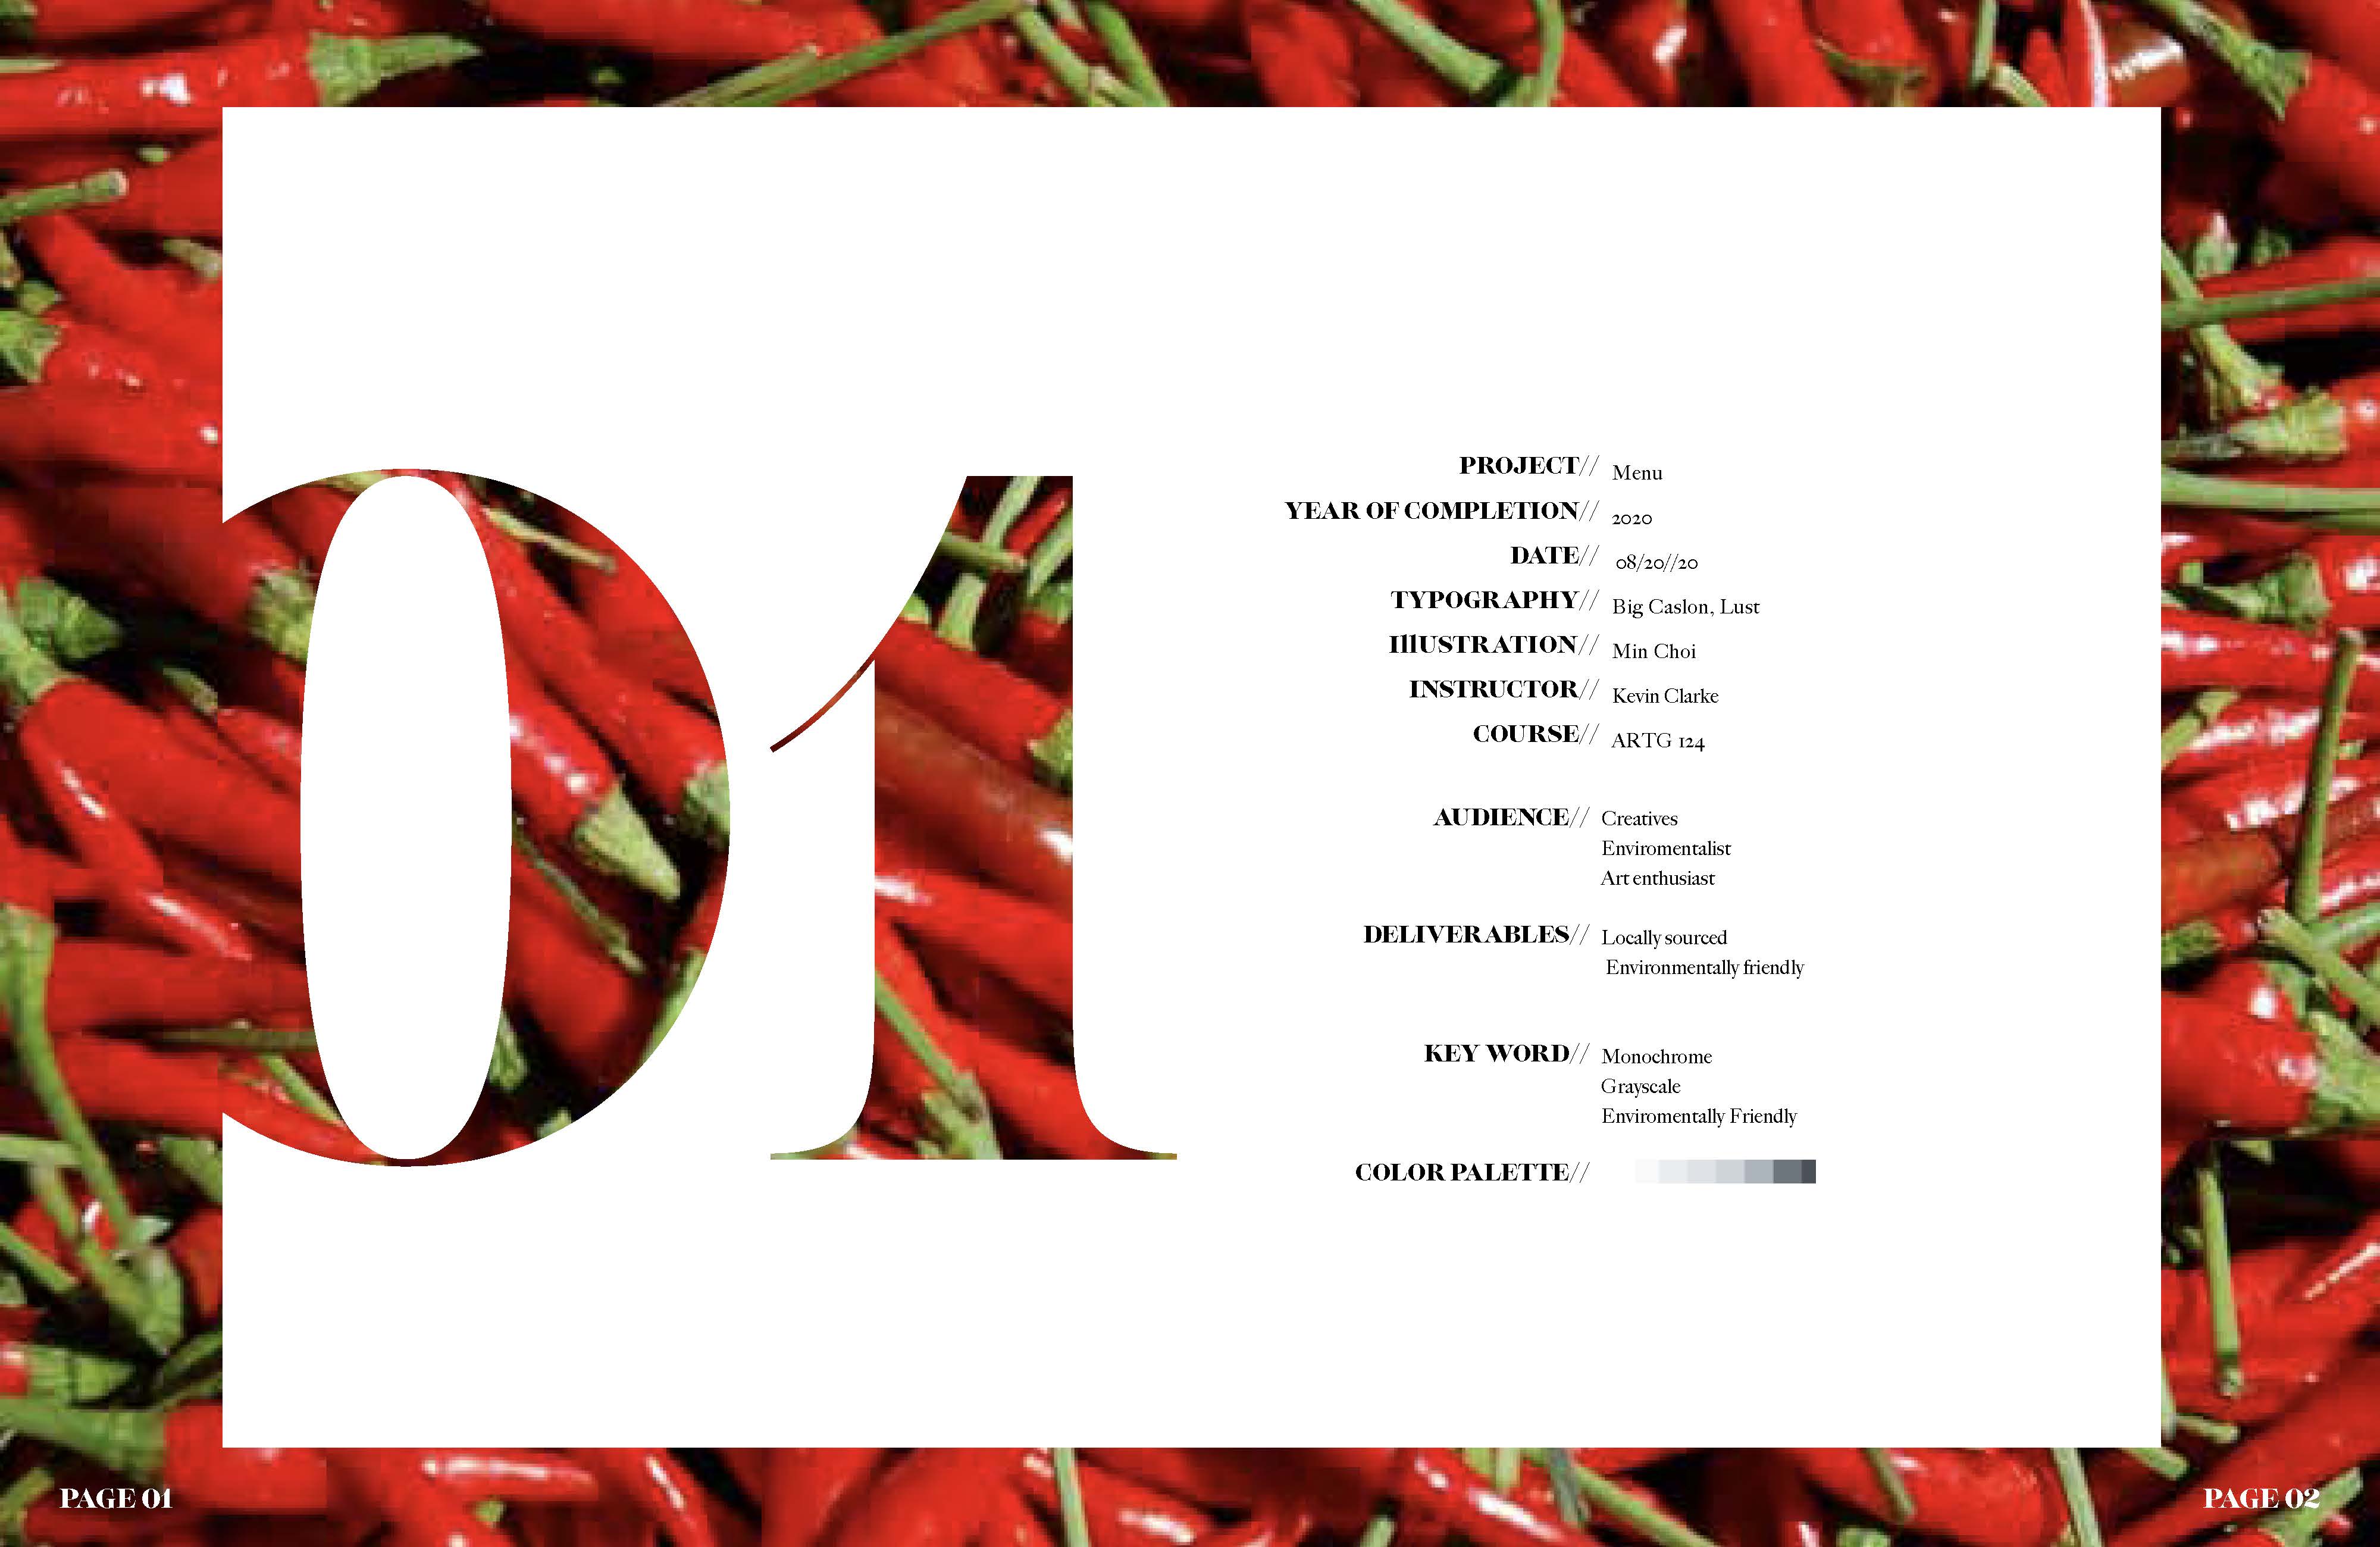 01
PROJECT// Menu
YEAR OF COMPLETION// 2020
DATE// 08/20//20
TYPOGRAPHY// Big Caslon, Lust
IllUSTRATION// Min Choi
INSTRUCTOR// Kevin Clarke
COURSE// ARTG 124
AUDIENCE// Creatives
Enviromentalist
Art enthusiast
DELIVERABLES// Locally sourced
Environmentally friendly
KEY WORD// Monochrome
Grayscale
Enviromentally Friendly
COLOR PALETTE//
PAGE 01
PAGE 02